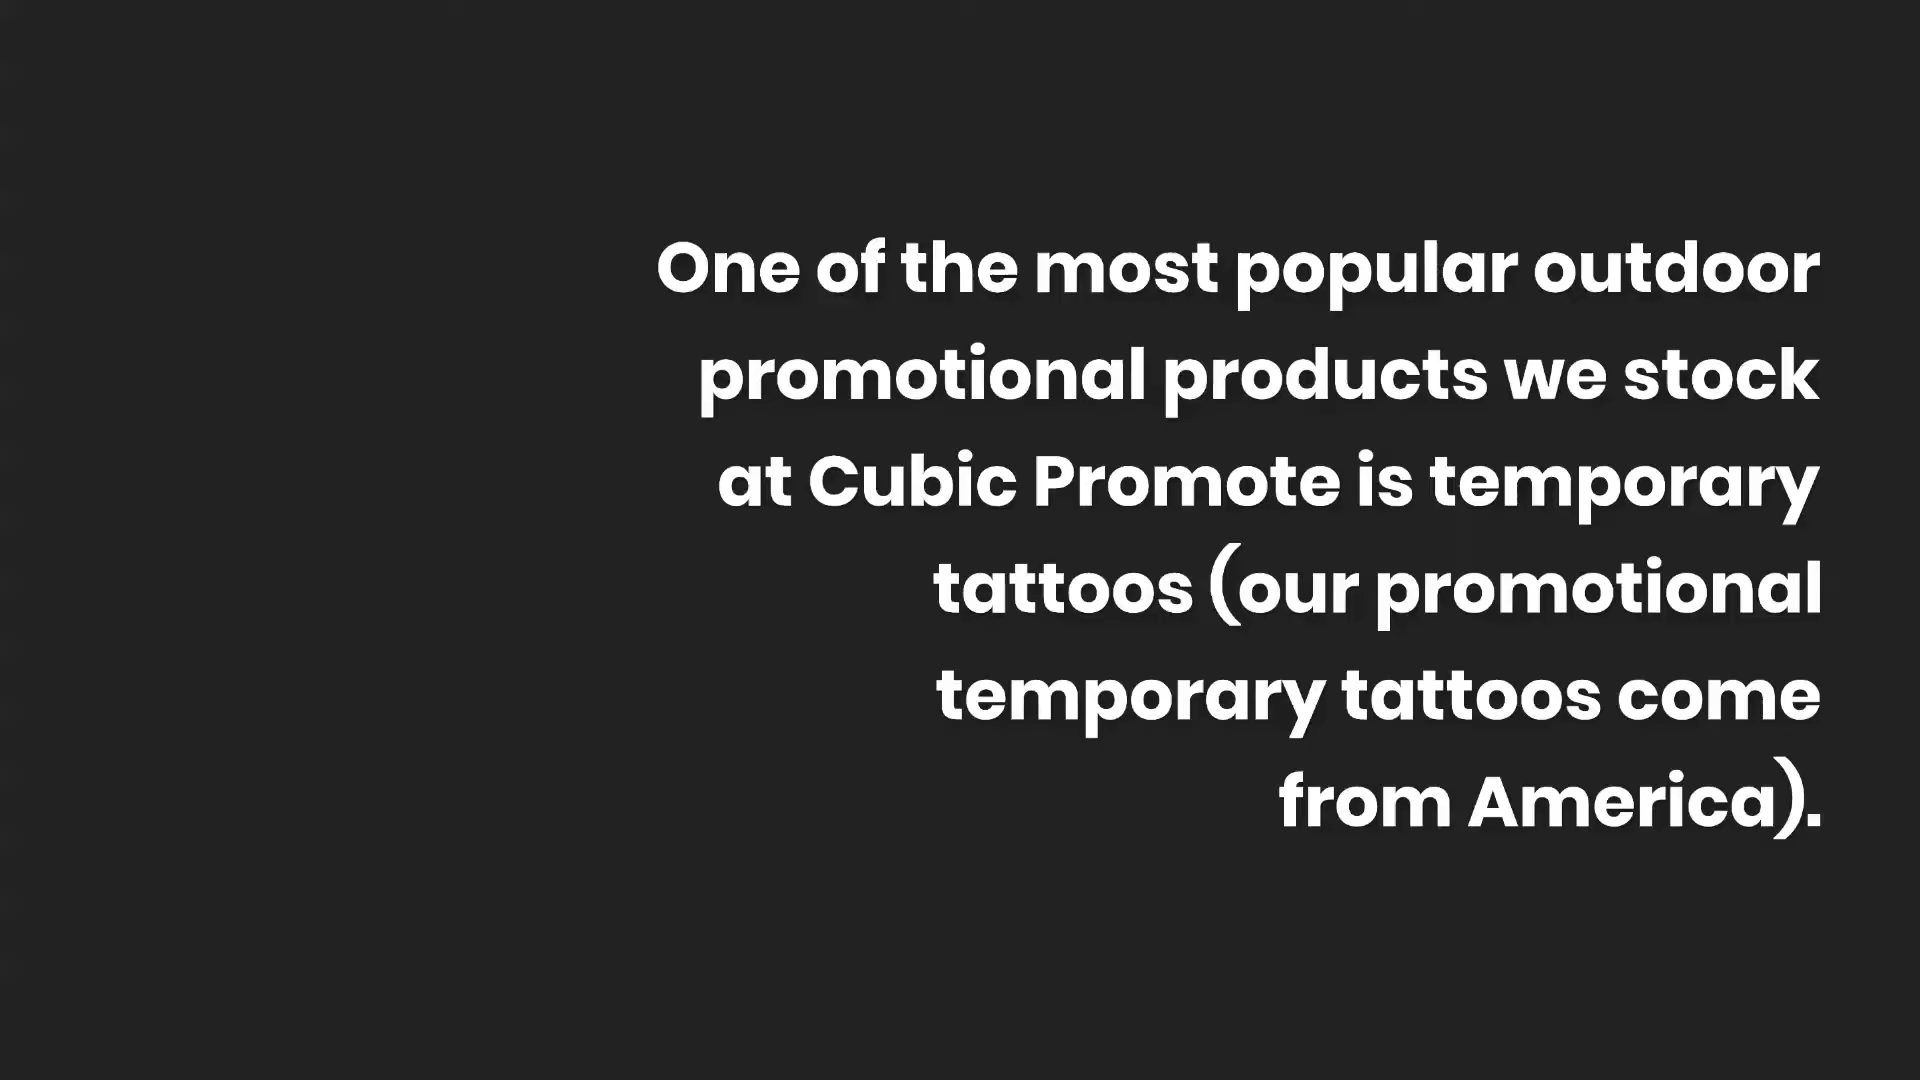 One of the most popular outdoor
promotional products we stock
at Cubic Promote is temporary
tattoos (our promotional
temporary tattoos come
from America).